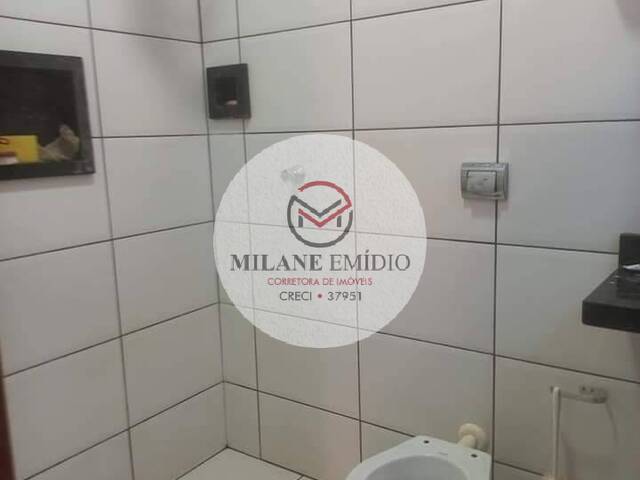 MILANE EMÍDIO
CORRETORA DE IMÓVEIS
CRECI • 37951